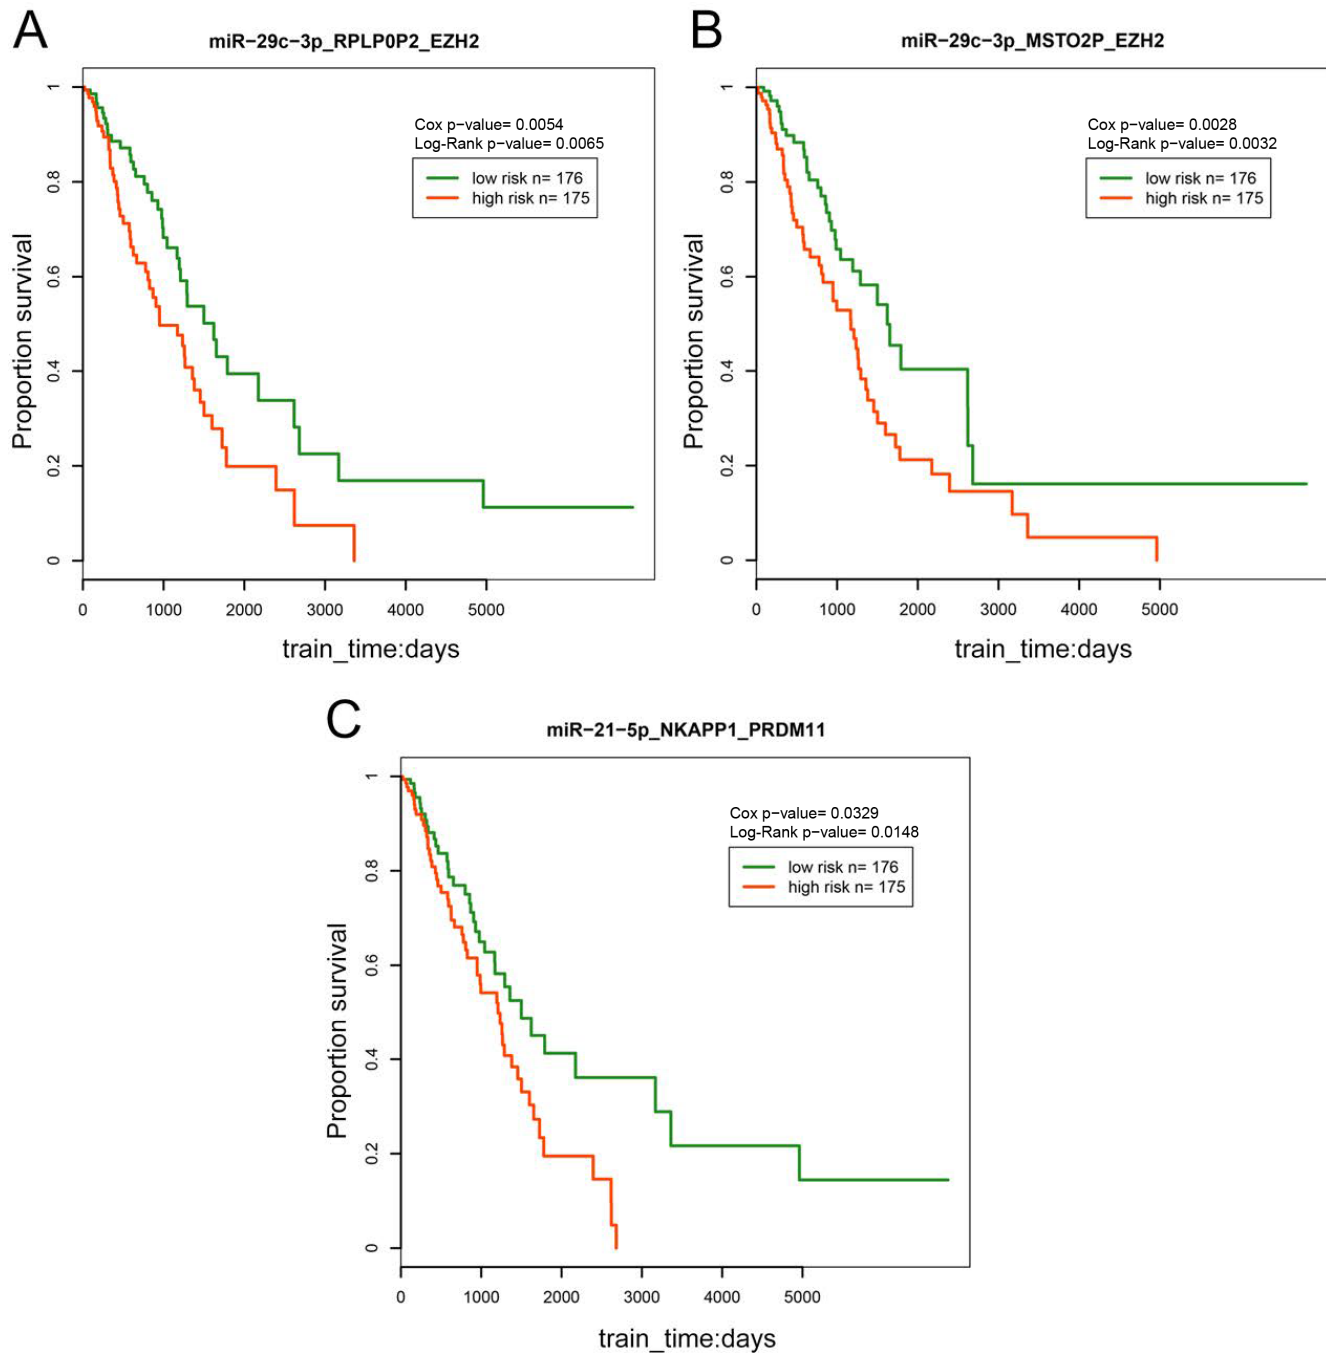 A
miR−29c−3p_RPLP0P2_EZH2
Cox p−value= 0.0054
Log-Rank p−value= 0.0065
low risk n= 176
high risk n= 175
Proportion survival
1
0.8
0.6
0.4
0.2
0
0 1000 2000 3000 4000 5000
train_time:days
B
miR−29c−3p_MSTO2P_EZH2
Cox p−value= 0.0028
Log-Rank p−value= 0.0032
low risk n= 176
high risk n= 175
Proportion survival
1
0.8
0.6
0.4
0.2
0
0 1000 2000 3000 4000 5000
train_time:days
C
miR−21−5p_NKAPP1_PRDM11
Cox p−value= 0.0329
Log-Rank p−value= 0.0148
low risk n= 176
high risk n= 175
Proportion survival
1
0.8
0.6
0.4
0.2
0
0 1000 2000 3000 4000 5000
train_time:days